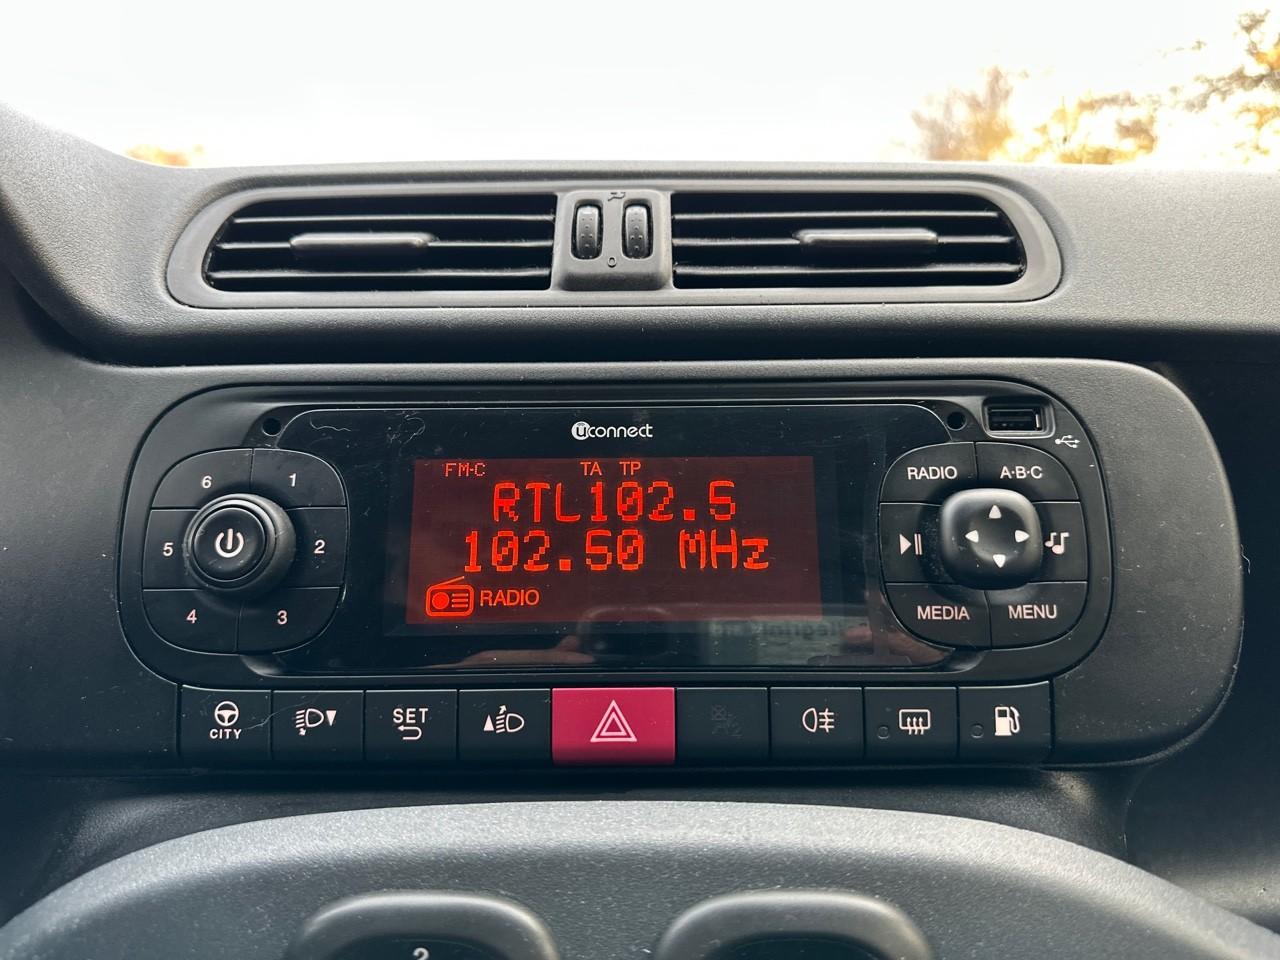 uconnect
FM-C TA TP
RTL102.5
102.50 MHz
RADIO
6 1
5 2
4 3
RADIO A·B·C
MEDIA MENU
CITY
SET
2